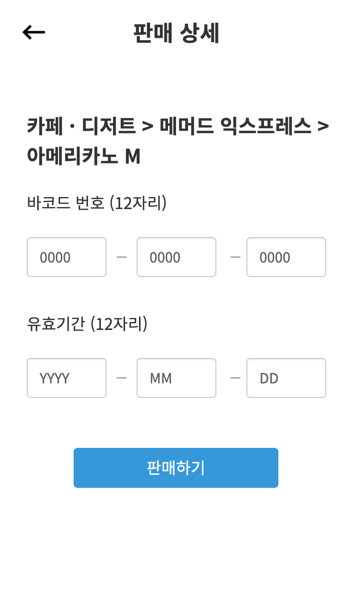 판매 상세
카페 · 디저트 > 메머드 익스프레스 >
아메리카노 M
바코드 번호 (12자리)
0000 – 0000 – 0000
유효기간 (12자리)
YYYY – MM – DD
판매하기